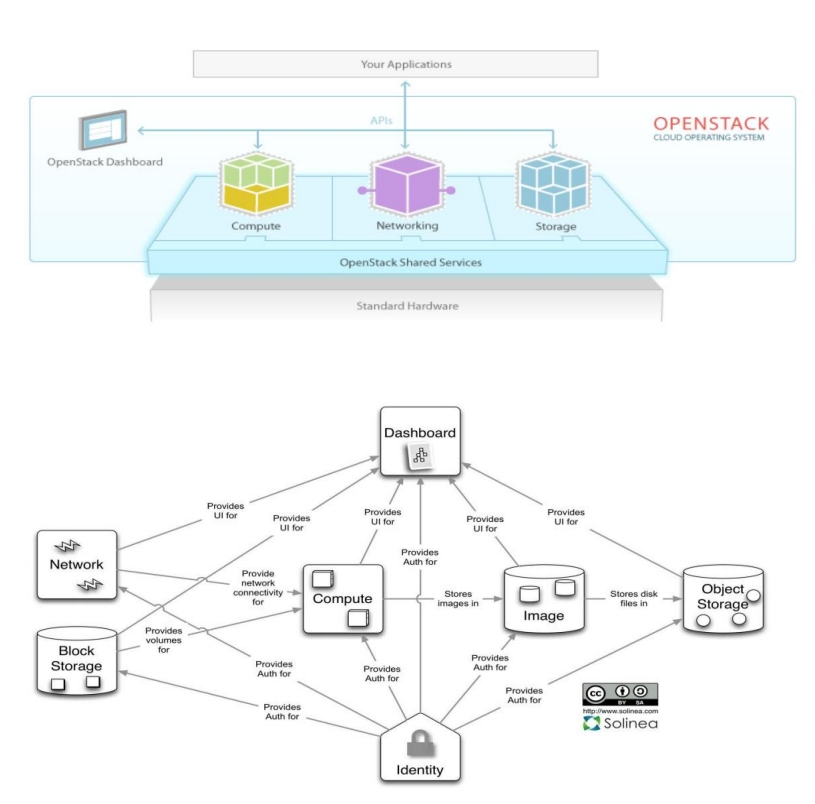 Your Applications
APIs
OPENSTACK
CLOUD OPERATING SYSTEM
OpenStack Dashboard
Compute
Networking
Storage
OpenStack Shared Services
Standard Hardware
Dashboard
Provides
UI for
Provides
UI for
Provides
UI for
Provides
UI for
Provides
UI for
Provides
Auth for
Network
Provide
network
connectivity
for
Compute
Stores
images in
Image
Stores disk
files in
Object
Storage
Block
Storage
Provides
volumes
for
Provides
Auth for
Provides
Auth for
Provides
Auth for
Provides
Auth for
Provides
Auth for
Identity
cc
BY SA
http://www.solinea.com
Solinea